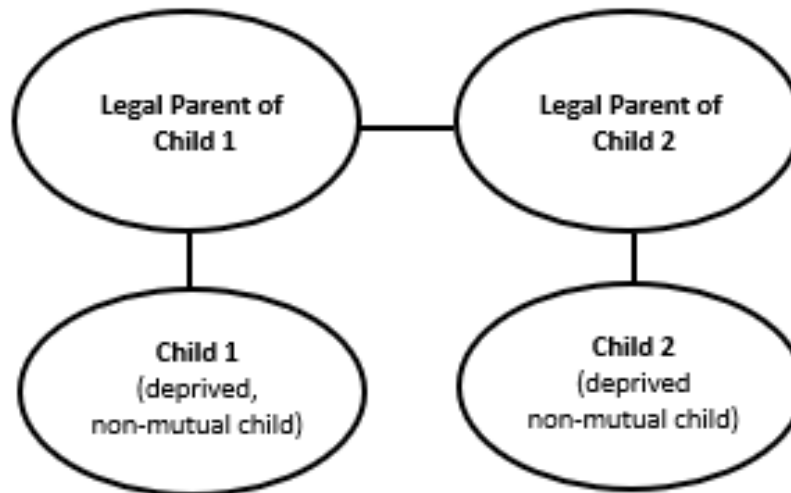 Legal Parent of
Child 1
Legal Parent of
Child 2
Child 1
(deprived,
non-mutual child)
Child 2
(deprived
non-mutual child)